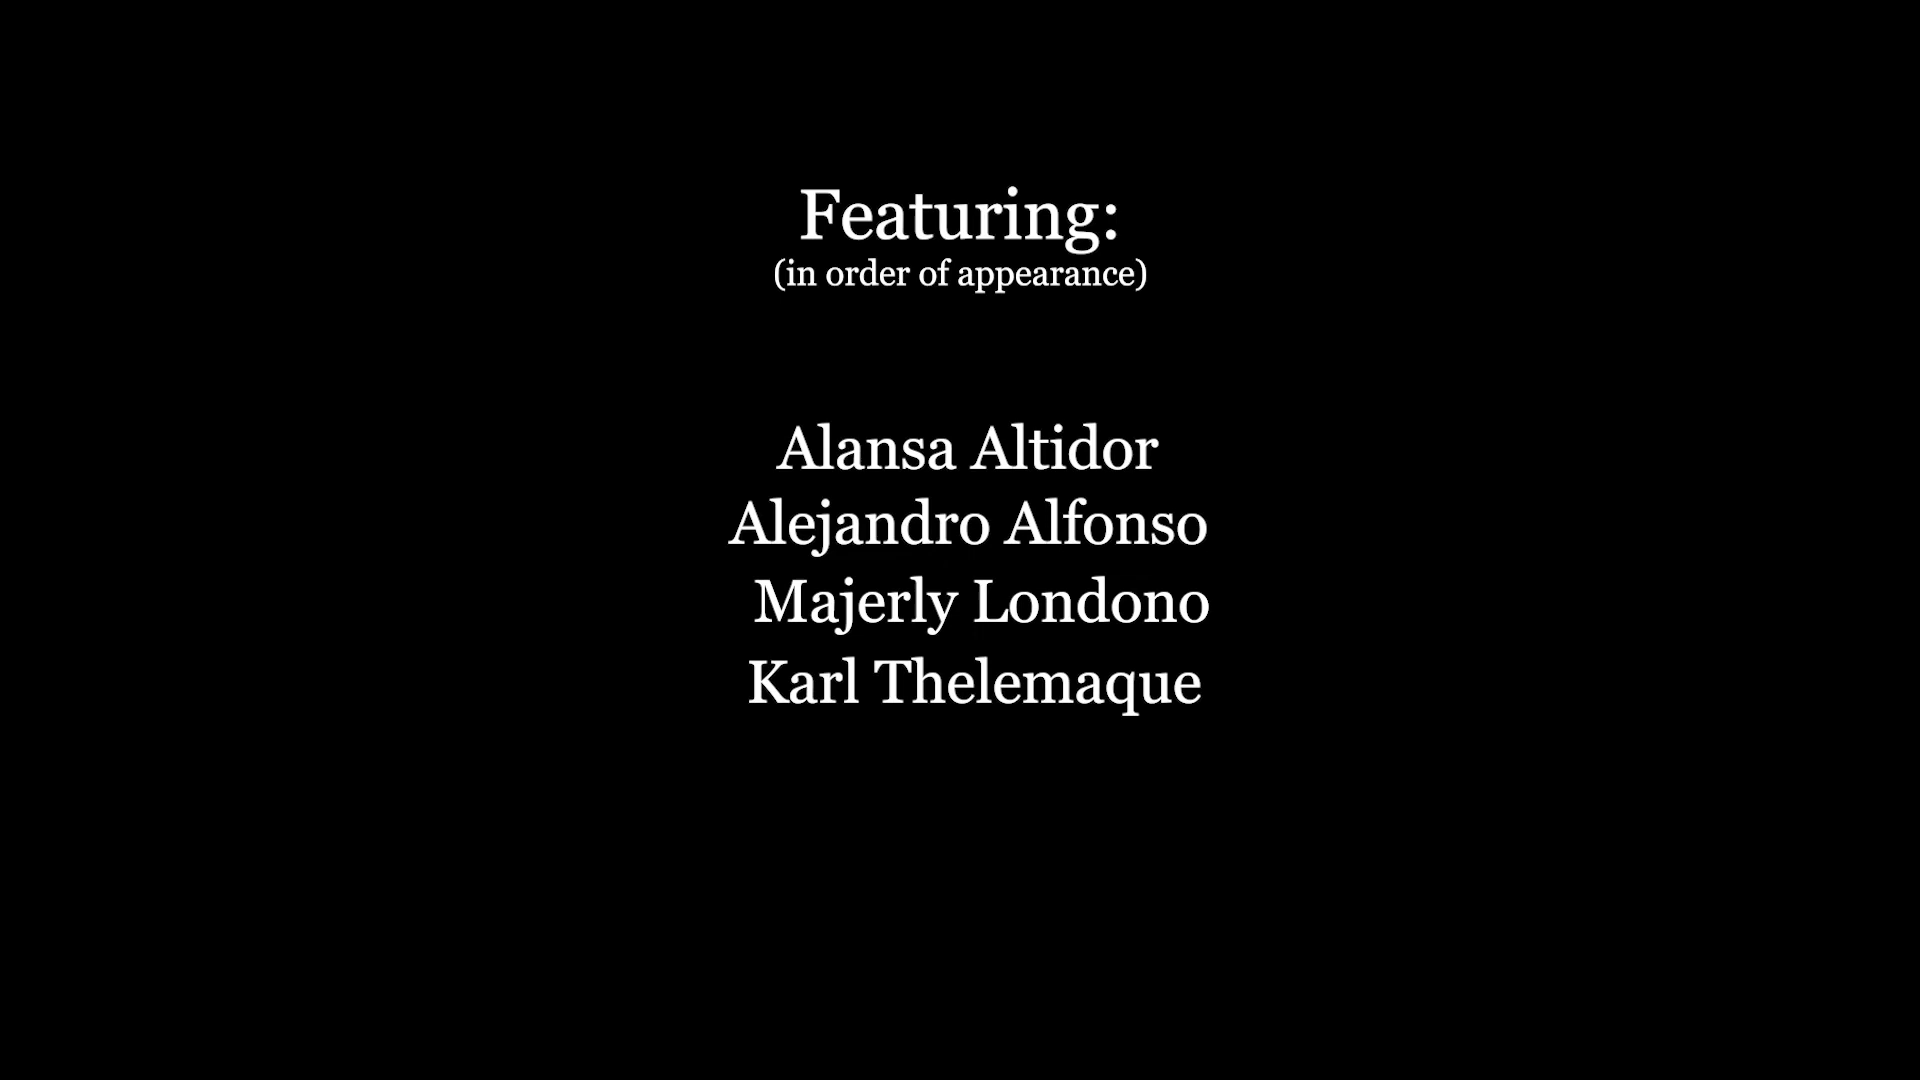 Featuring:
(in order of appearance)
Alansa Altidor
Alejandro Alfonso
Majerly Londono
Karl Thelemaque